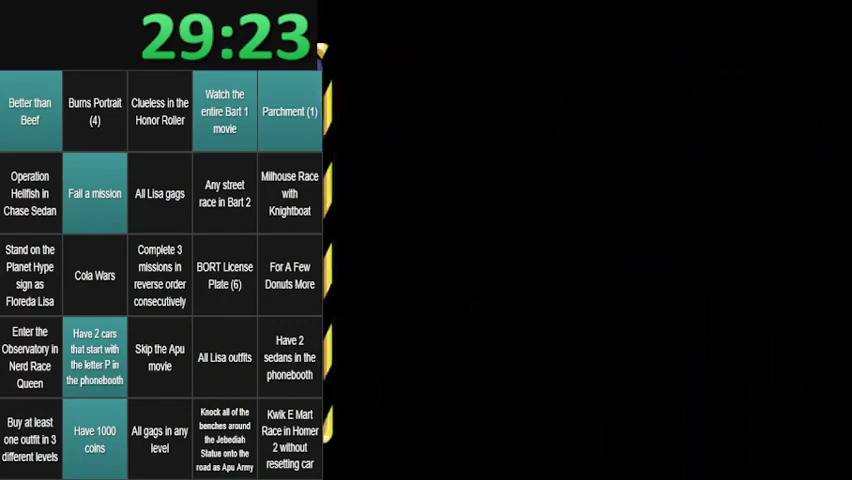 29:23
Better than
Beef
Burns Portrait
(4)
Clueless in the
Honor Roller
Watch the
entire Bart 1
movie
Parchment (1)
Operation
Hellfish in
Chase Sedan
Fail a mission
All Lisa gags
Any street
race in Bart 2
Milhouse Race
with
Knightboat
Stand on the
Planet Hype
sign as
Floreda Lisa
Cola Wars
Complete 3
missions in
reverse order
consecutively
BORT License
Plate (6)
For A Few
Donuts More
Enter the
Observatory in
Nerd Race
Queen
Have 2 cars
that start with
the letter P in
the phonebooth
Skip the Apu
movie
All Lisa outfits
Have 2
sedans in the
phonebooth
Buy at least
one outfit in 3
different levels
Have 1000
coins
All gags in any
level
Knock all of the
benches around
the Jebediah
Statue onto the
road as Apu Army
Kwik E Mart
Race in Homer
2 without
resetting car